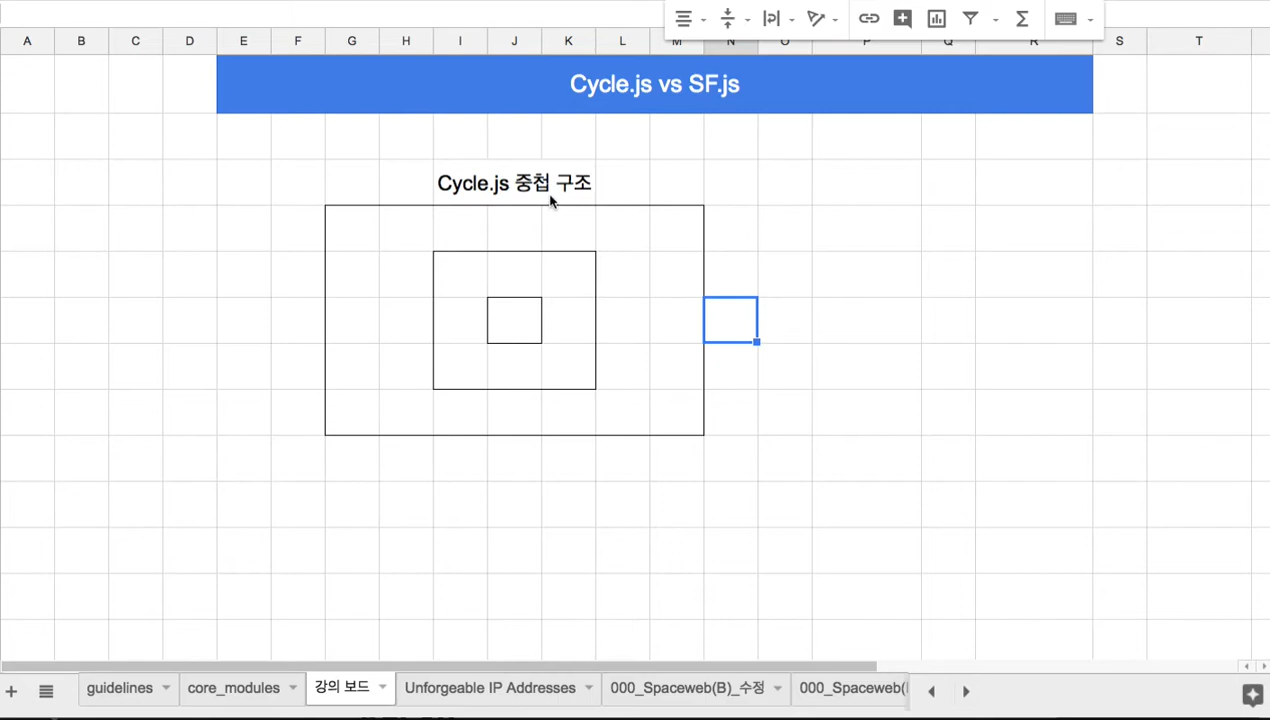 A B C D E F G H I J K L M N O P Q R S T
Cycle.js vs SF.js
Cycle.js 중첩 구조
guidelines core_modules 강의 보드 Unforgeable IP Addresses 000_Spaceweb(B)_수정 000_Spaceweb(